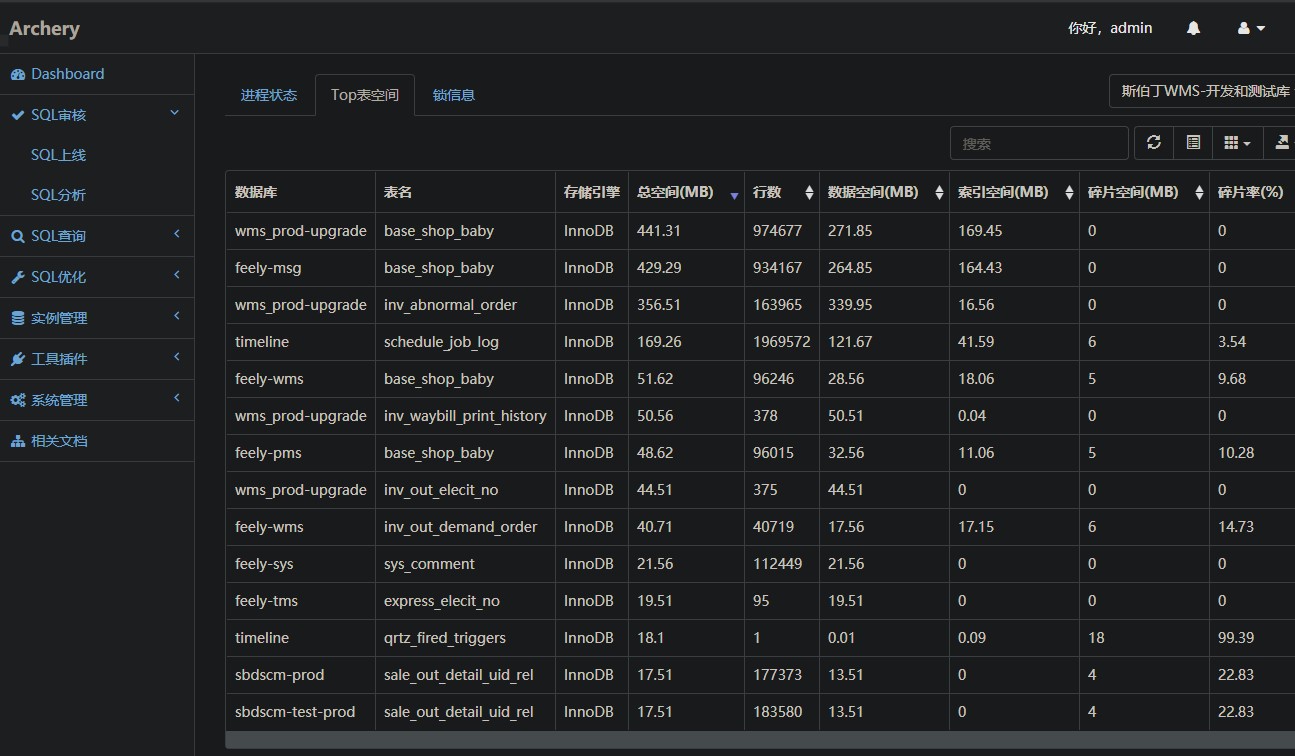 Archery
你好，admin
Dashboard
SQL审核
SQL上线
SQL分析
SQL查询
SQL优化
实例管理
工具插件
系统管理
相关文档
进程状态 Top表空间 锁信息
斯伯丁WMS-开发和测试库
搜索
数据库 表名 存储引擎 总空间(MB) 行数 数据空间(MB) 索引空间(MB) 碎片空间(MB) 碎片率(%)
wms_prod-upgrade base_shop_baby InnoDB 441.31 974677 271.85 169.45 0 0
feely-msg base_shop_baby InnoDB 429.29 934167 264.85 164.43 0 0
wms_prod-upgrade inv_abnormal_order InnoDB 356.51 163965 339.95 16.56 0 0
timeline schedule_job_log InnoDB 169.26 1969572 121.67 41.59 6 3.54
feely-wms base_shop_baby InnoDB 51.62 96246 28.56 18.06 5 9.68
wms_prod-upgrade inv_waybill_print_history InnoDB 50.56 378 50.51 0.04 0 0
feely-pms base_shop_baby InnoDB 48.62 96015 32.56 11.06 5 10.28
wms_prod-upgrade inv_out_elecit_no InnoDB 44.51 375 44.51 0 0 0
feely-wms inv_out_demand_order InnoDB 40.71 40719 17.56 17.15 6 14.73
feely-sys sys_comment InnoDB 21.56 112449 21.56 0 0 0
feely-tms express_elecit_no InnoDB 19.51 95 19.51 0 0 0
timeline qrtz_fired_triggers InnoDB 18.1 1 0.01 0.09 18 99.39
sbdscm-prod sale_out_detail_uid_rel InnoDB 17.51 177373 13.51 0 4 22.83
sbdscm-test-prod sale_out_detail_uid_rel InnoDB 17.51 183580 13.51 0 4 22.83